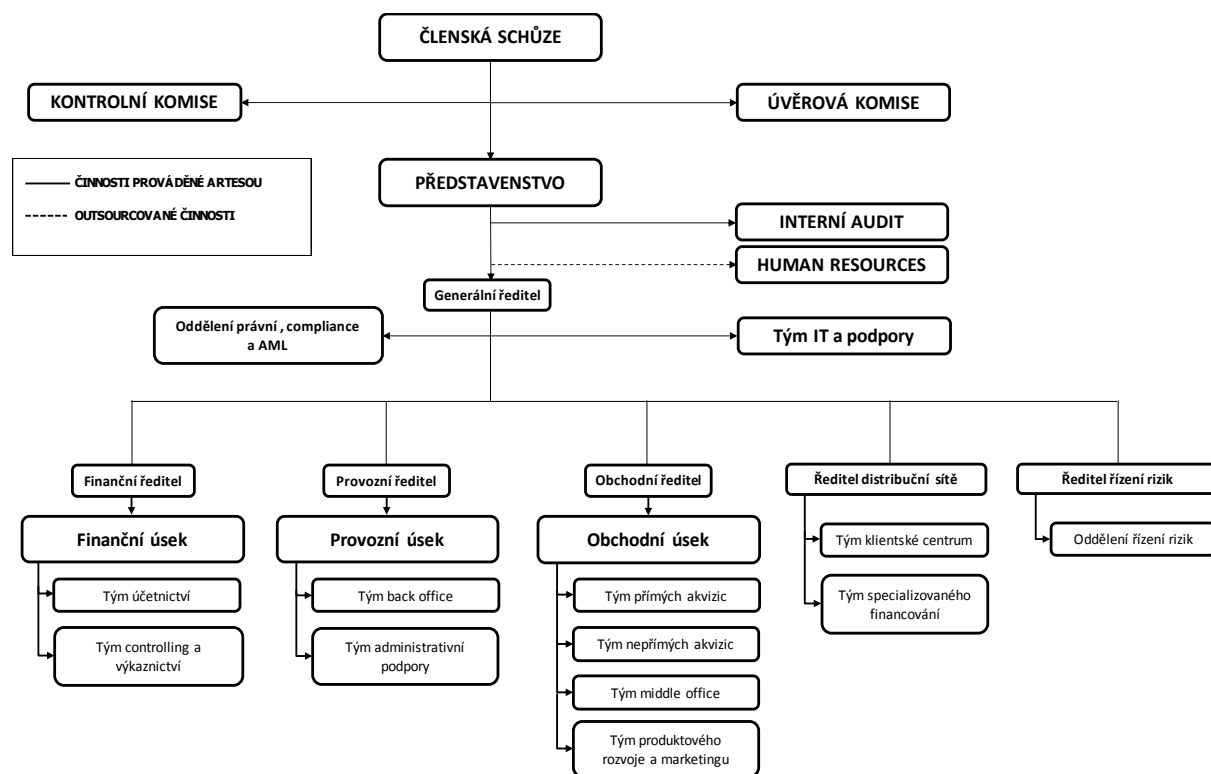 ČLENSKÁ SCHŮZE
KONTROLNÍ KOMISE
ÚVĚROVÁ KOMISE
ČINNOSTI PROVÁDĚNÉ ARTESOU
OUTSOURCOVANÉ ČINNOSTI
PŘEDSTAVENSTVO
INTERNÍ AUDIT
HUMAN RESOURCES
Generální ředitel
Oddělení právní , compliance
a AML
Tým IT a podpory
Finanční ředitel
Provozní ředitel
Obchodní ředitel
Ředitel distribuční sítě
Ředitel řízení rizik
Finanční úsek
Provozní úsek
Obchodní úsek
Tým klientské centrum
Oddělení řízení rizik
Tým účetnictví
Tým back office
Tým přímých akvizic
Tým specializovaného
financování
Tým controlling a
výkaznictví
Tým administrativní
podpory
Tým nepřímých akvizic
Tým middle office
Tým produktového
rozvoje a marketingu